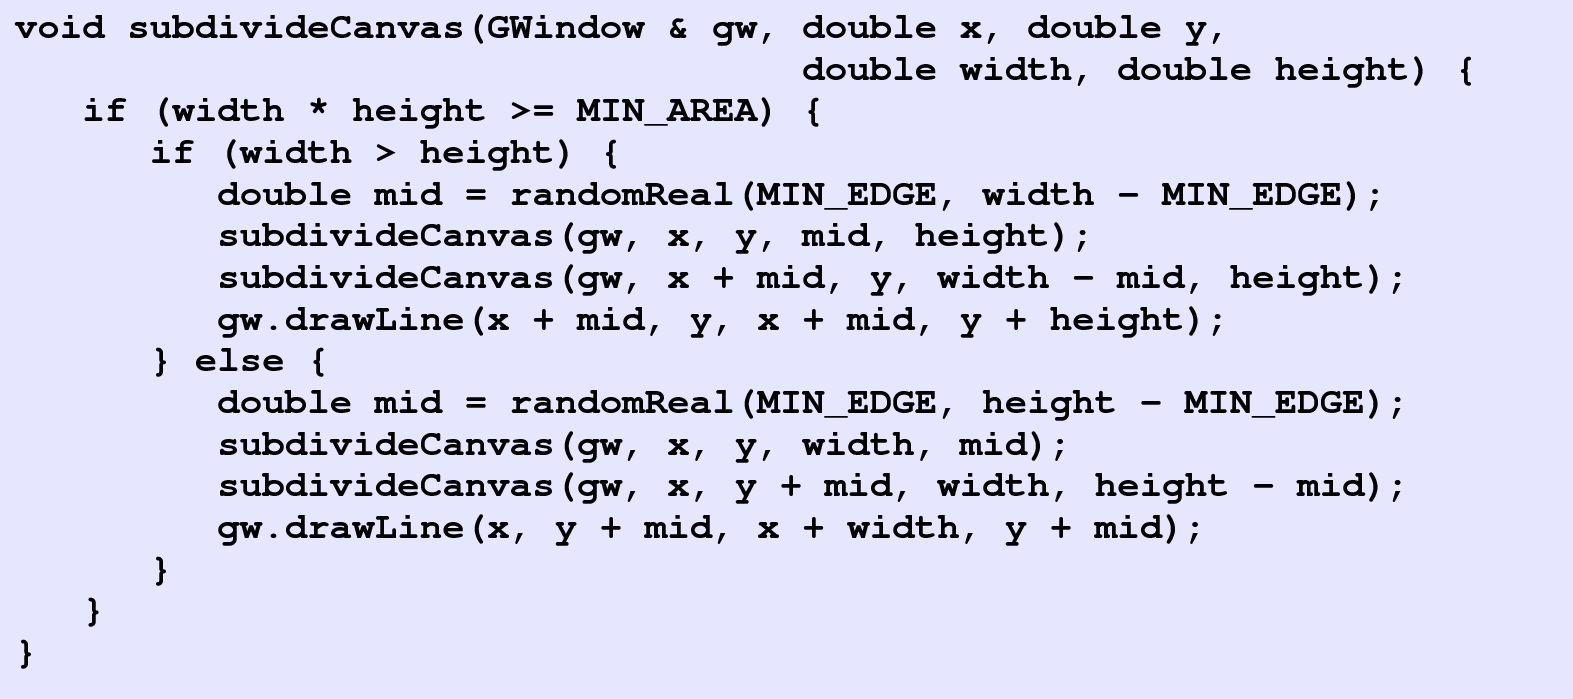 void subdivideCanvas(GWindow & gw, double x, double y,
                                   double width, double height) {
   if (width * height >= MIN_AREA) {
      if (width > height) {
         double mid = randomReal(MIN_EDGE, width - MIN_EDGE);
         subdivideCanvas(gw, x, y, mid, height);
         subdivideCanvas(gw, x + mid, y, width - mid, height);
         gw.drawLine(x + mid, y, x + mid, y + height);
      } else {
         double mid = randomReal(MIN_EDGE, height - MIN_EDGE);
         subdivideCanvas(gw, x, y, width, mid);
         subdivideCanvas(gw, x, y + mid, width, height - mid);
         gw.drawLine(x, y + mid, x + width, y + mid);
      }
   }
}